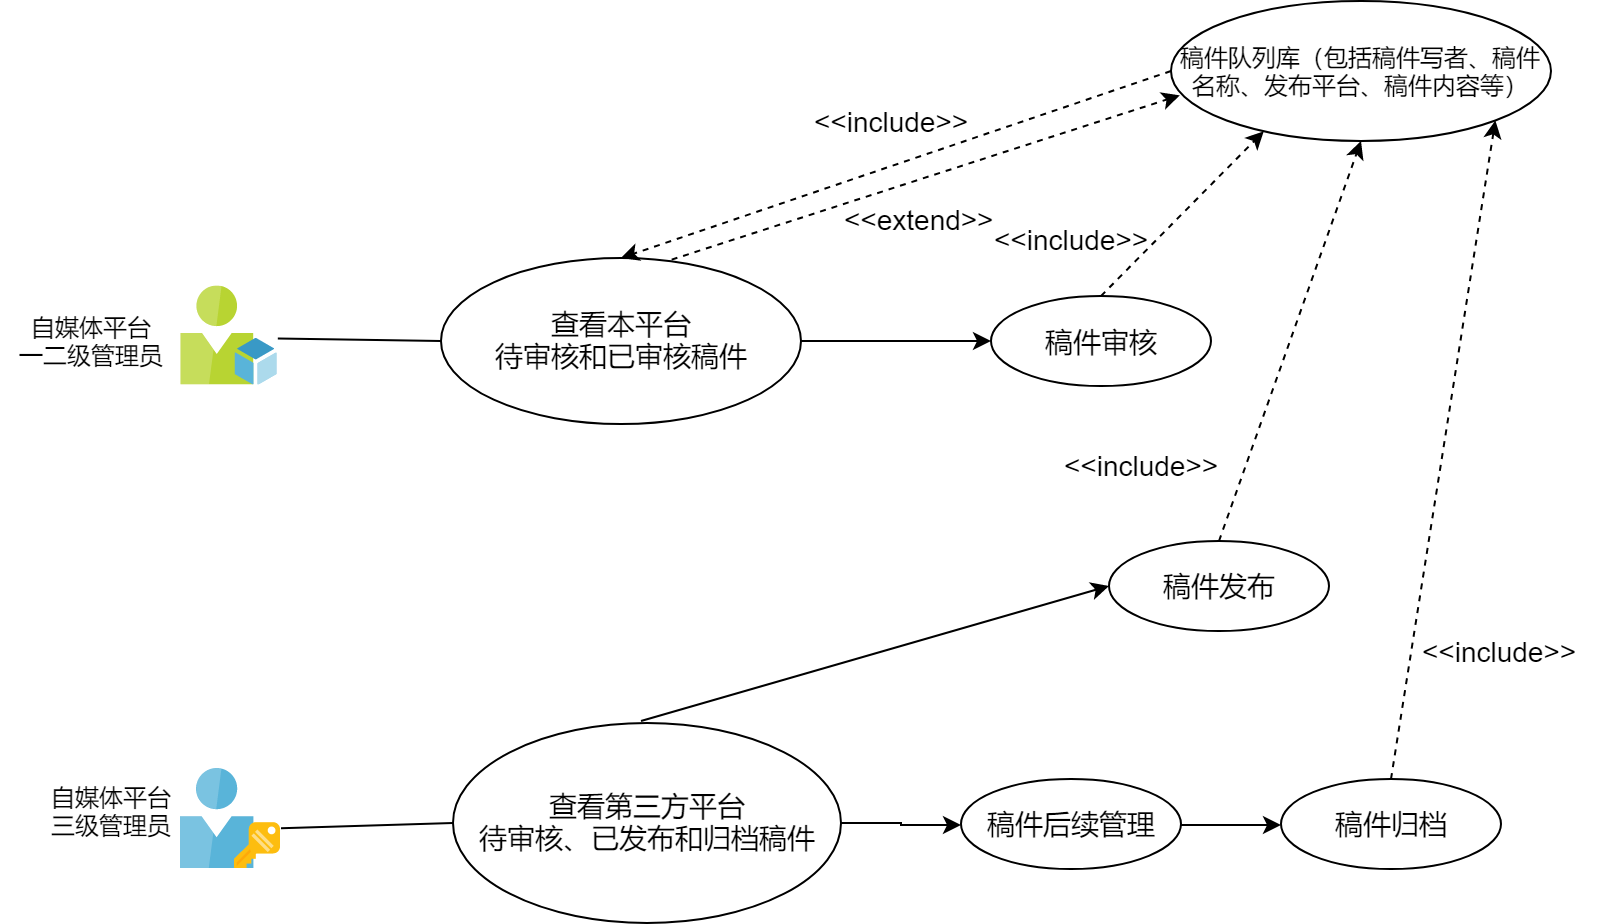 稿件队列库（包括稿件写者、稿件
名称、发布平台、稿件内容等）
<<include>>
<<extend>>
<<include>>
自媒体平台
一二级管理员
查看本平台
待审核和已审核稿件
稿件审核
<<include>>
稿件发布
<<include>>
自媒体平台
三级管理员
查看第三方平台
待审核、已发布和归档稿件
稿件后续管理
稿件归档